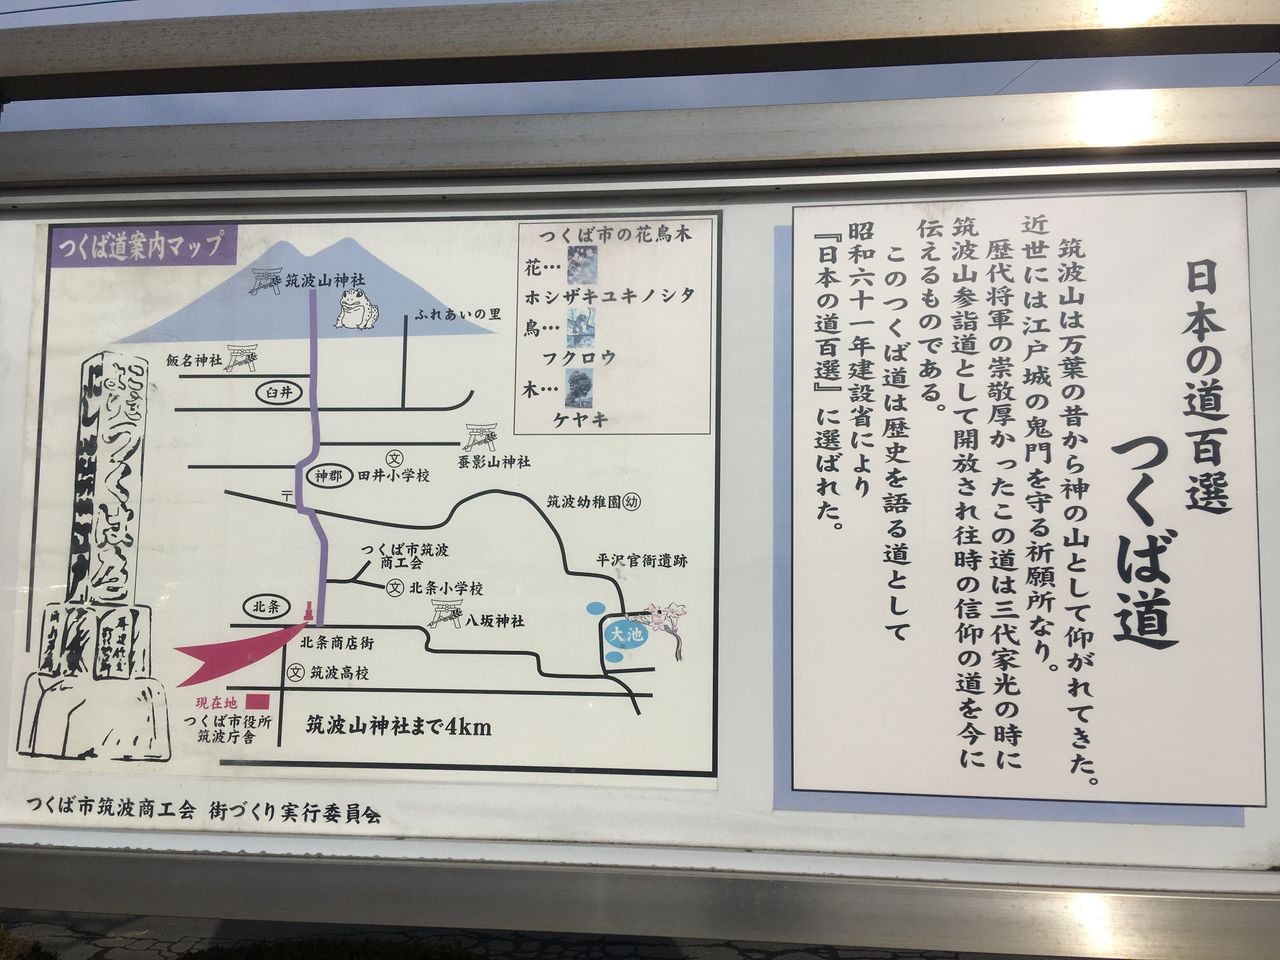 つくば道案内マップ
筑波山神社
ふれあいの里
飯名神社
臼井
蚕影山神社
神郡
文
田井小学校
〒
筑波幼稚園 幼
つくば市筑波
商工会
平沢官衙遺跡
文 北条小学校
北条
八坂神社
大池
北条商店街
文 筑波高校
現在地
つくば市役所
筑波庁舎
筑波山神社まで4km
つくば市の花鳥木
花…
ホシザキユキノシタ
鳥…
フクロウ
木…
ケヤキ
つくば市筑波商工会 街づくり実行委員会
日本の道百選
つくば道
筑波山は万葉の昔から神の山として仰がれてきた。
近世には江戸城の鬼門を守る祈願所なり。
歴代将軍の崇敬厚かったこの道は三代家光の時に
筑波山参詣道として開放され往時の信仰の道を今に
伝えるものである。
このつくば道は歴史を語る道として
昭和六十一年建設省により
『日本の道百選』に選ばれた。